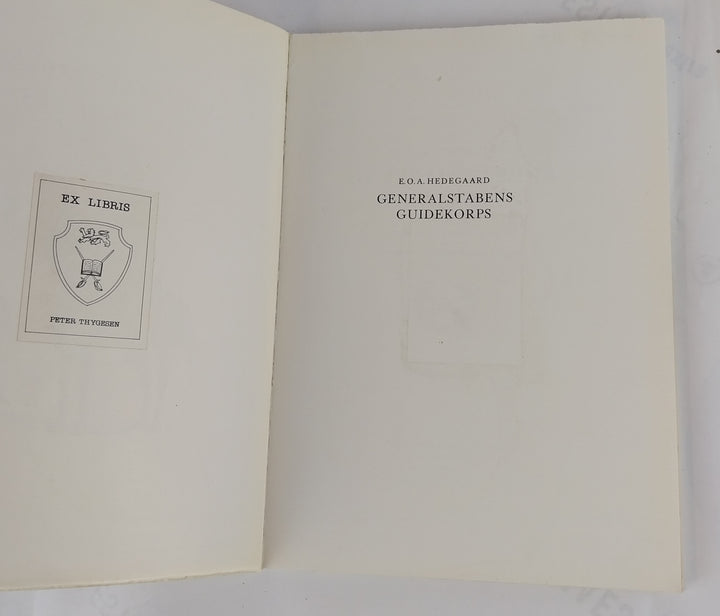 EX LIBRIS
PETER THYGESEN
E.O.A. HEDEGAARD
GENERALSTABENS
GUIDEKORPS